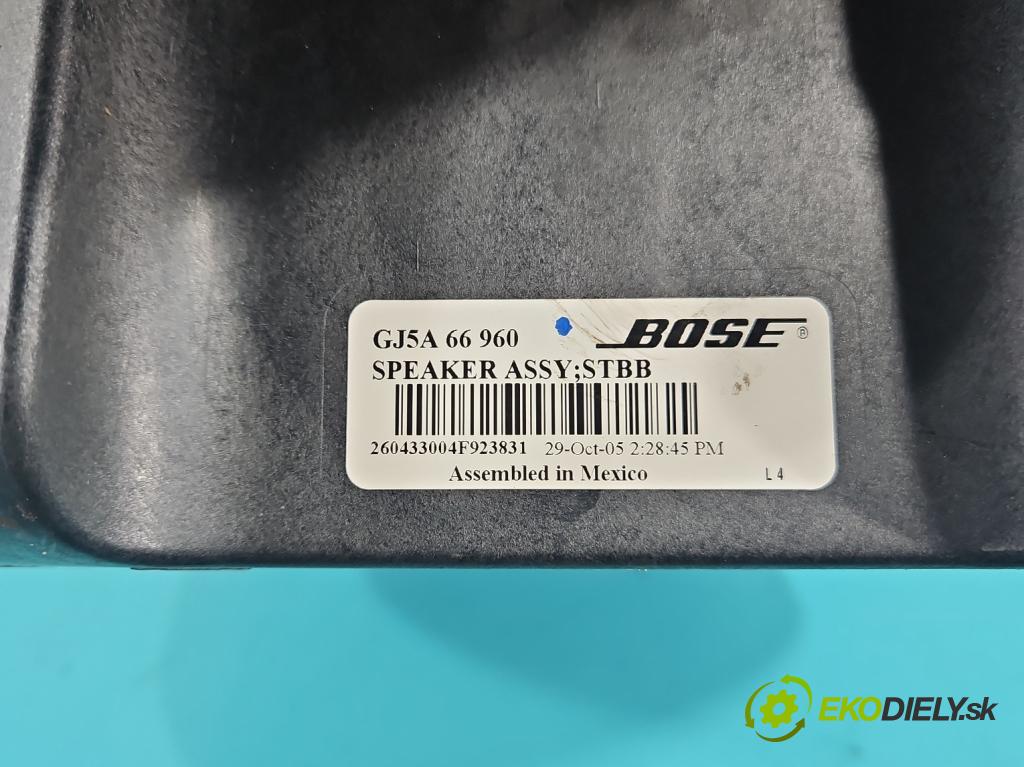 GJ5A 66 960
BOSE®
SPEAKER ASSY;STBB
260433004F923831 29-Oct-05 2:28:45 PM
Assembled in Mexico L 4
EKODIELY.sk